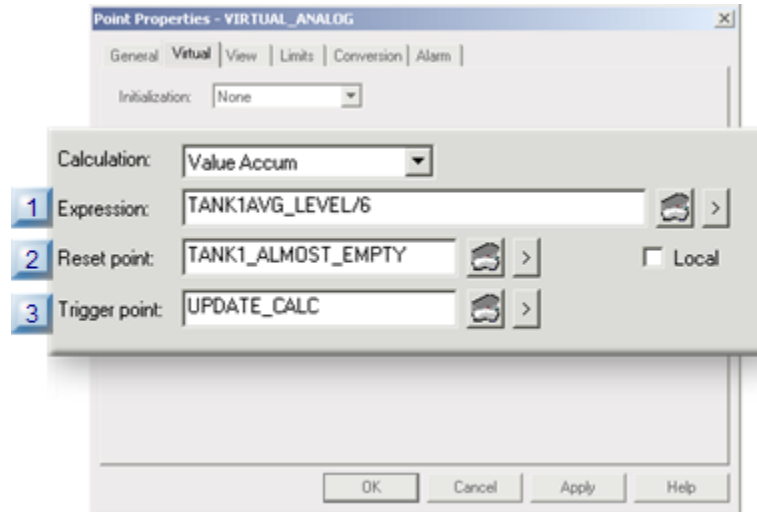 Point Properties - VIRTUAL_ANALOG
General Virtual View Limits Conversion Alarm
Initialization: None
Calculation: Value Accum
1 Expression: TANK1AVG_LEVEL/6 >
2 Reset point: TANK1_ALMOST_EMPTY > Local
3 Trigger point: UPDATE_CALC >
OK Cancel Apply Help